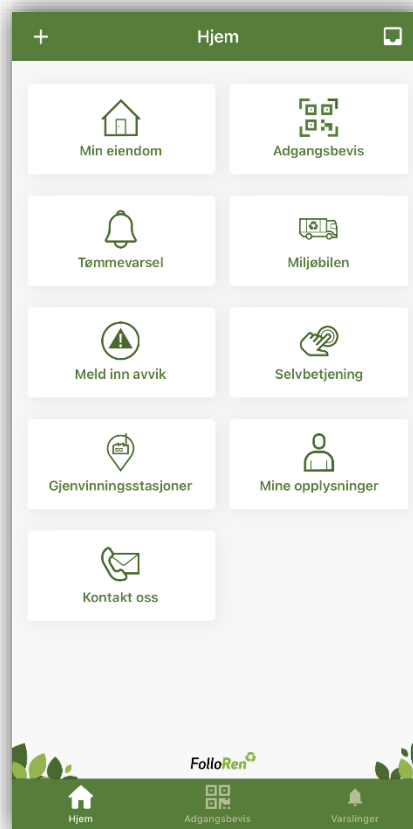 Hjem
Min eiendom
Adgangsbevis
Tømmevarsel
Miljøbilen
Meld inn avvik
Selvbetjening
Gjenvinningsstasjoner
Mine opplysninger
Kontakt oss
FolloRen
Hjem
Adgangsbevis
Varslinger